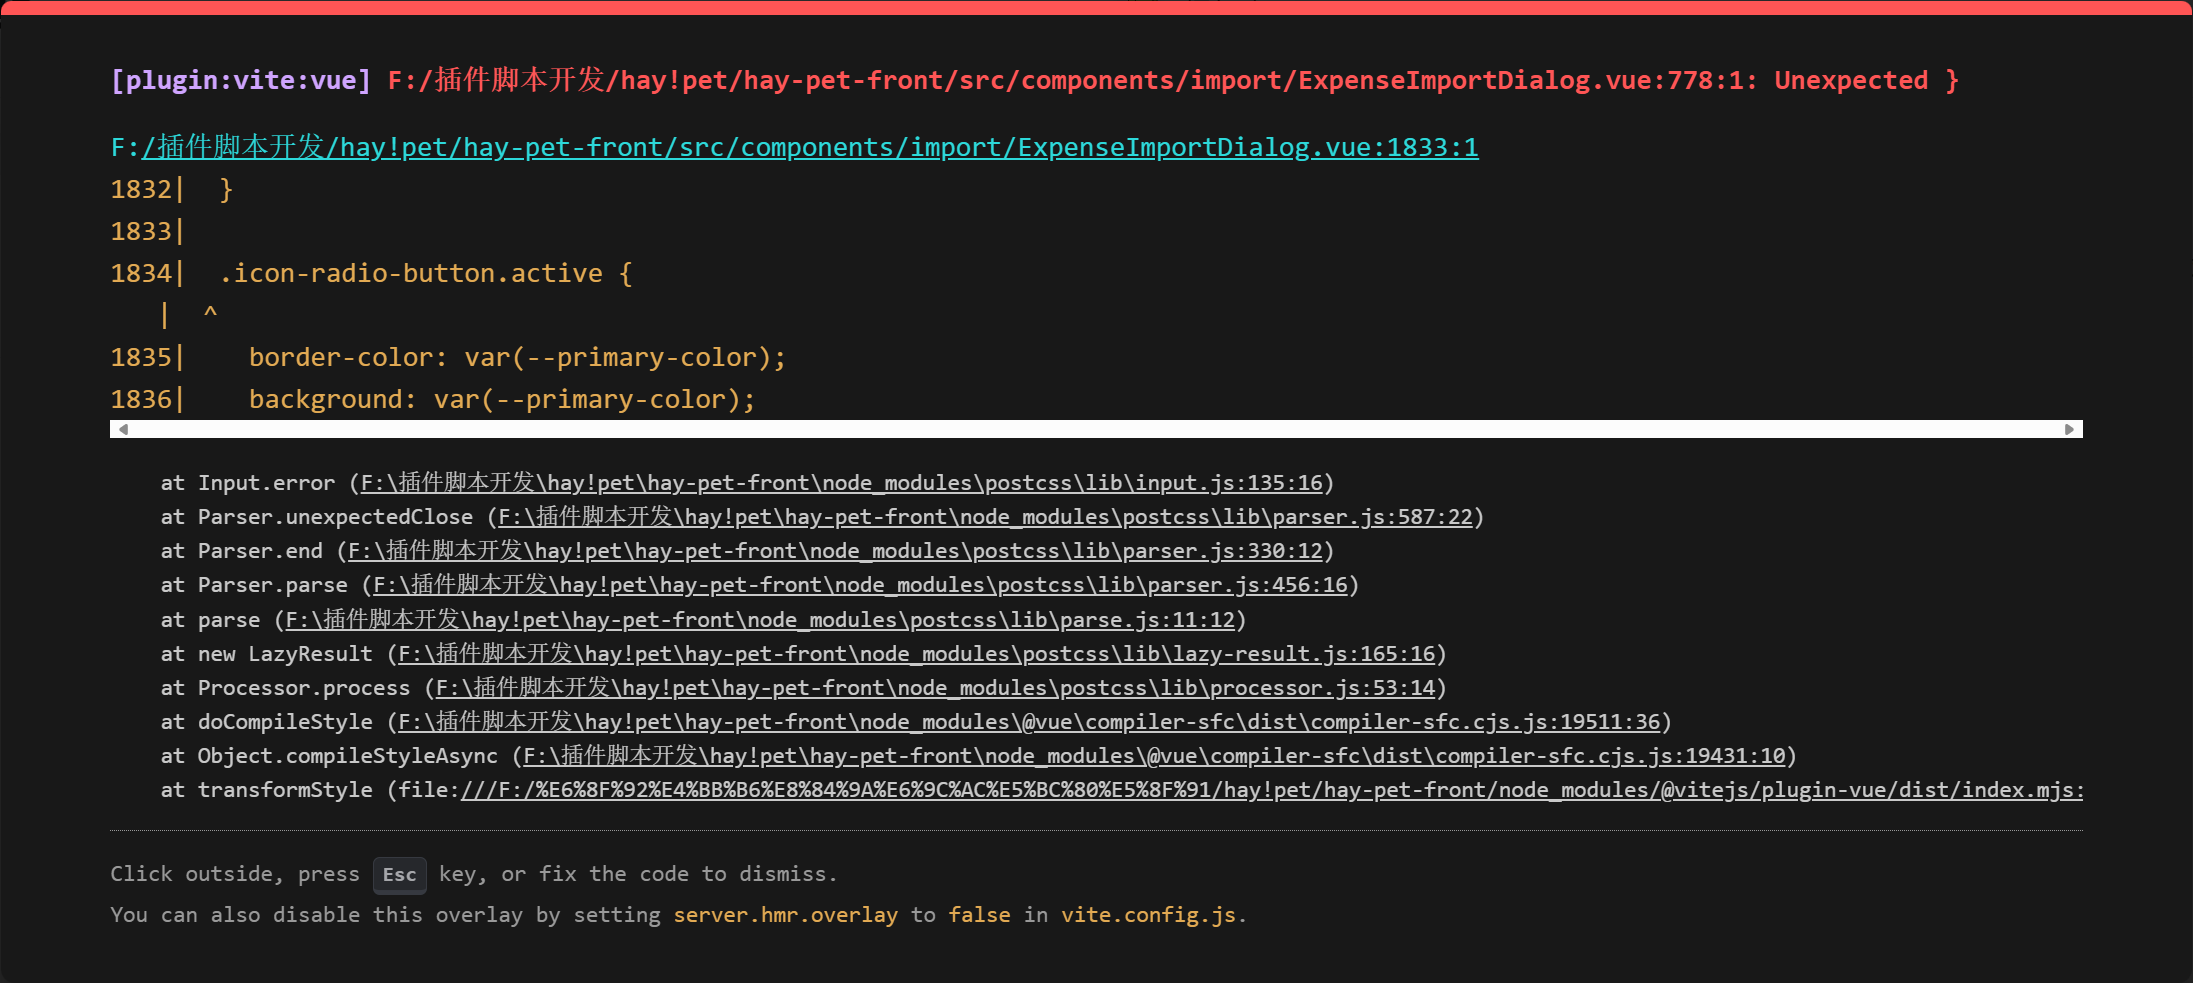 [plugin:vite:vue] F:/插件脚本开发/hay!pet/hay-pet-front/src/components/import/ExpenseImportDialog.vue:778:1: Unexpected }
F:/插件脚本开发/hay!pet/hay-pet-front/src/components/import/ExpenseImportDialog.vue:1833:1
1832|  }
1833|
1834|  .icon-radio-button.active {
   |  ^
1835|    border-color: var(--primary-color);
1836|    background: var(--primary-color);
    at Input.error (F:\插件脚本开发\hay!pet\hay-pet-front\node_modules\postcss\lib\input.js:135:16)
    at Parser.unexpectedClose (F:\插件脚本开发\hay!pet\hay-pet-front\node_modules\postcss\lib\parser.js:587:22)
    at Parser.end (F:\插件脚本开发\hay!pet\hay-pet-front\node_modules\postcss\lib\parser.js:330:12)
    at Parser.parse (F:\插件脚本开发\hay!pet\hay-pet-front\node_modules\postcss\lib\parser.js:456:16)
    at parse (F:\插件脚本开发\hay!pet\hay-pet-front\node_modules\postcss\lib\parse.js:11:12)
    at new LazyResult (F:\插件脚本开发\hay!pet\hay-pet-front\node_modules\postcss\lib\lazy-result.js:165:16)
    at Processor.process (F:\插件脚本开发\hay!pet\hay-pet-front\node_modules\postcss\lib\processor.js:53:14)
    at doCompileStyle (F:\插件脚本开发\hay!pet\hay-pet-front\node_modules\@vue\compiler-sfc\dist\compiler-sfc.cjs.js:19511:36)
    at Object.compileStyleAsync (F:\插件脚本开发\hay!pet\hay-pet-front\node_modules\@vue\compiler-sfc\dist\compiler-sfc.cjs.js:19431:10)
    at transformStyle (file:///F:/%E6%8F%92%E4%BB%B6%E8%84%9A%E6%9C%AC%E5%BC%80%E5%8F%91/hay!pet/hay-pet-front/node_modules/@vitejs/plugin-vue/dist/index.mjs:
Click outside, press Esc key, or fix the code to dismiss.
You can also disable this overlay by setting server.hmr.overlay to false in vite.config.js.